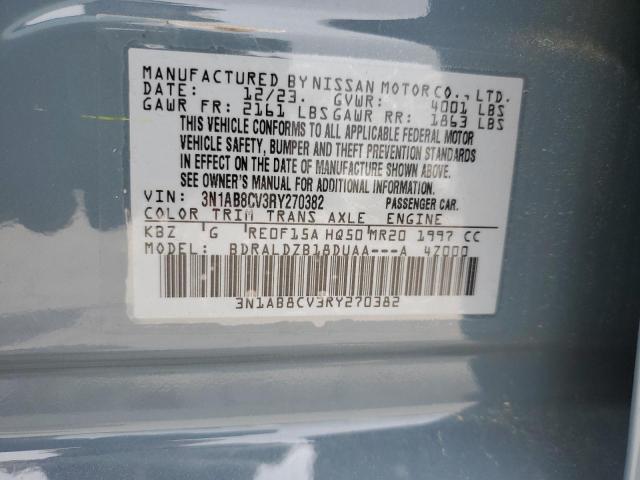 MANUFACTURED BY NISSAN MOTOR CO., LTD.
DATE: 12/23. GVWR: 4001 LBS
GAWR FR: 2161 LBS GAWR RR: 1863 LBS
THIS VEHICLE CONFORMS TO ALL APPLICABLE FEDERAL MOTOR
VEHICLE SAFETY, BUMPER AND THEFT PREVENTION STANDARDS
IN EFFECT ON THE DATE OF MANUFACTURE SHOWN ABOVE.
SEE OWNER'S MANUAL FOR ADDITIONAL INFORMATION
VIN: 3N1AB8CV3RY270382 PASSENGER CAR.
COLOR TRIM TRANS AXLE ENGINE
KBZ G RE0F15A HQ50 MR20 1997 CC
MODEL: BDRALDZB18DUAA---A 4Z000
3N1AB8CV3RY270382